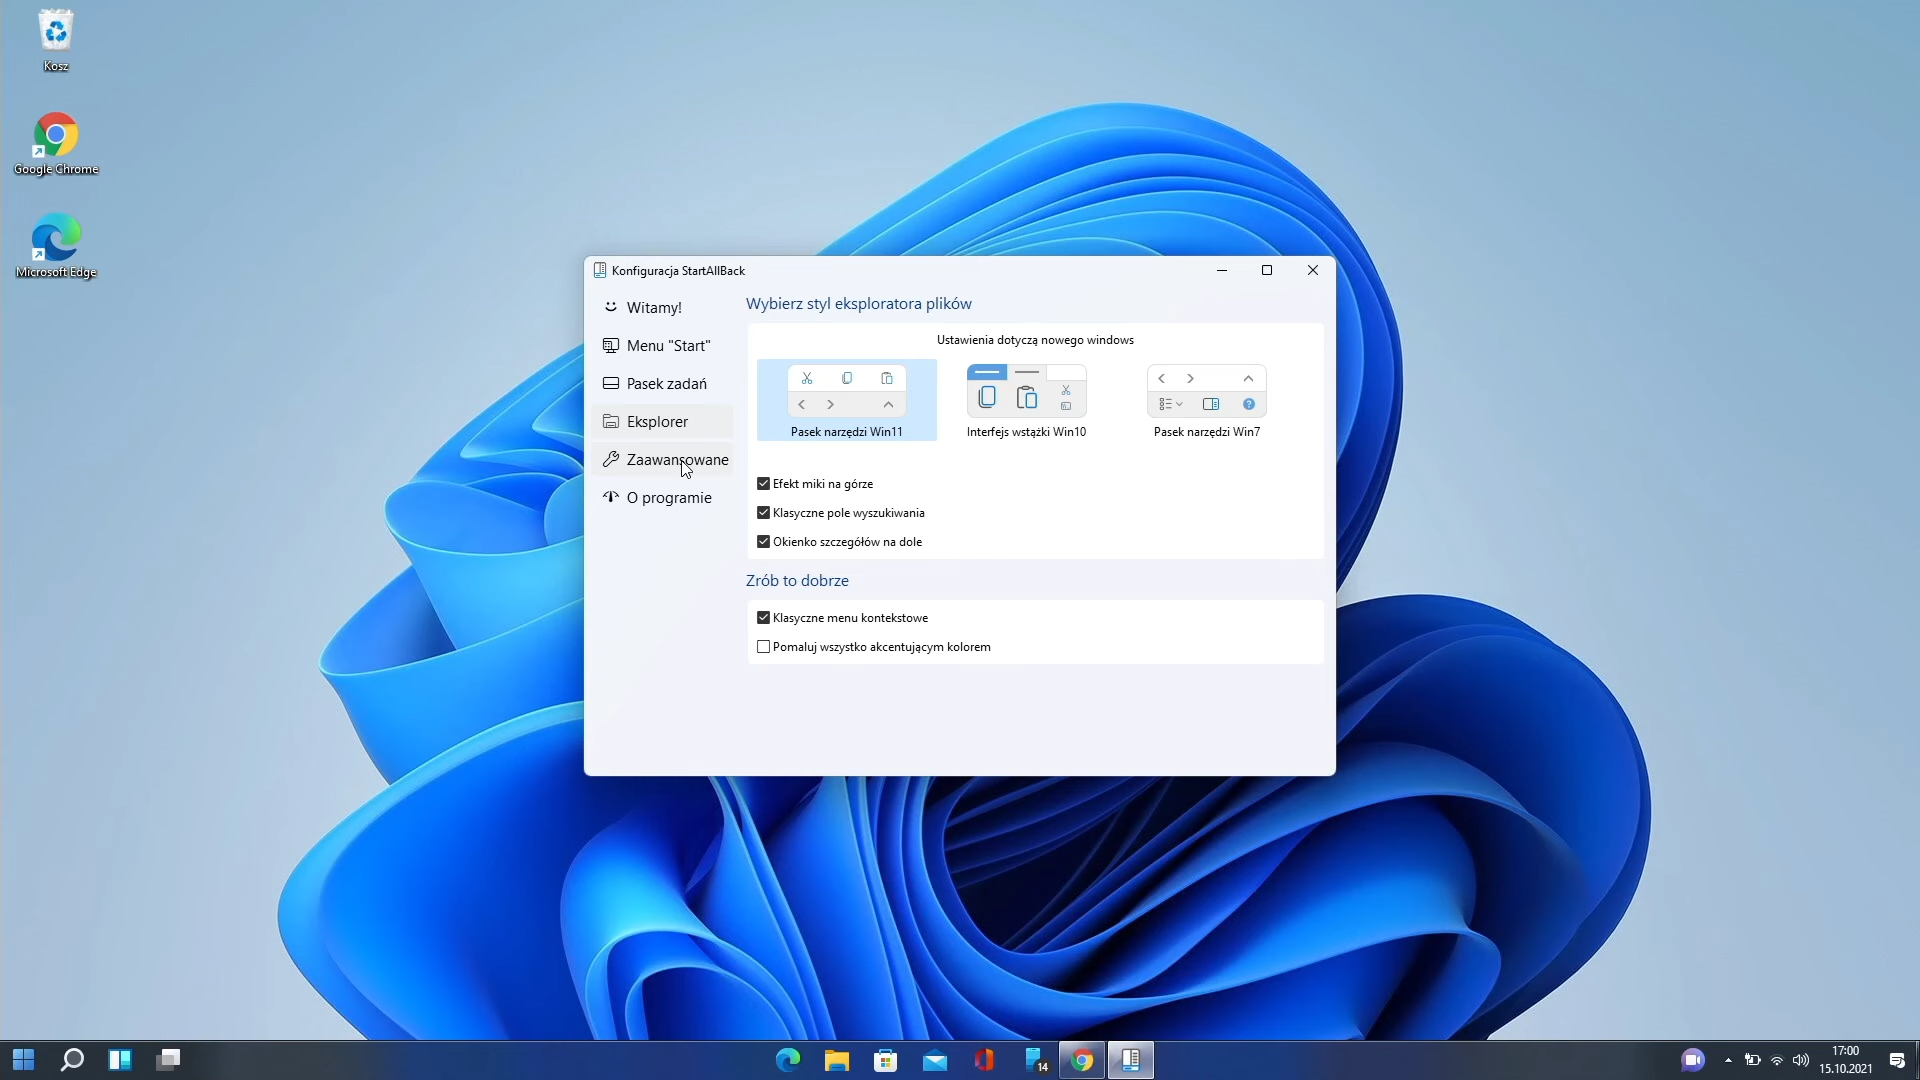 Kosz
Google Chrome
Microsoft Edge
Konfiguracja StartAllBack
Witamy!
Menu "Start"
Pasek zadań
Eksplorer
Zaawansowane
O programie
Wybierz styl eksploratora plików
Ustawienia dotyczą nowego windows
Pasek narzędzi Win11
Interfejs wstążki Win10
Pasek narzędzi Win7
Efekt miki na górze
Klasyczne pole wyszukiwania
Okienko szczegółów na dole
Zrób to dobrze
Klasyczne menu kontekstowe
Pomaluj wszystko akcentującym kolorem
14
17:00
15.10.2021